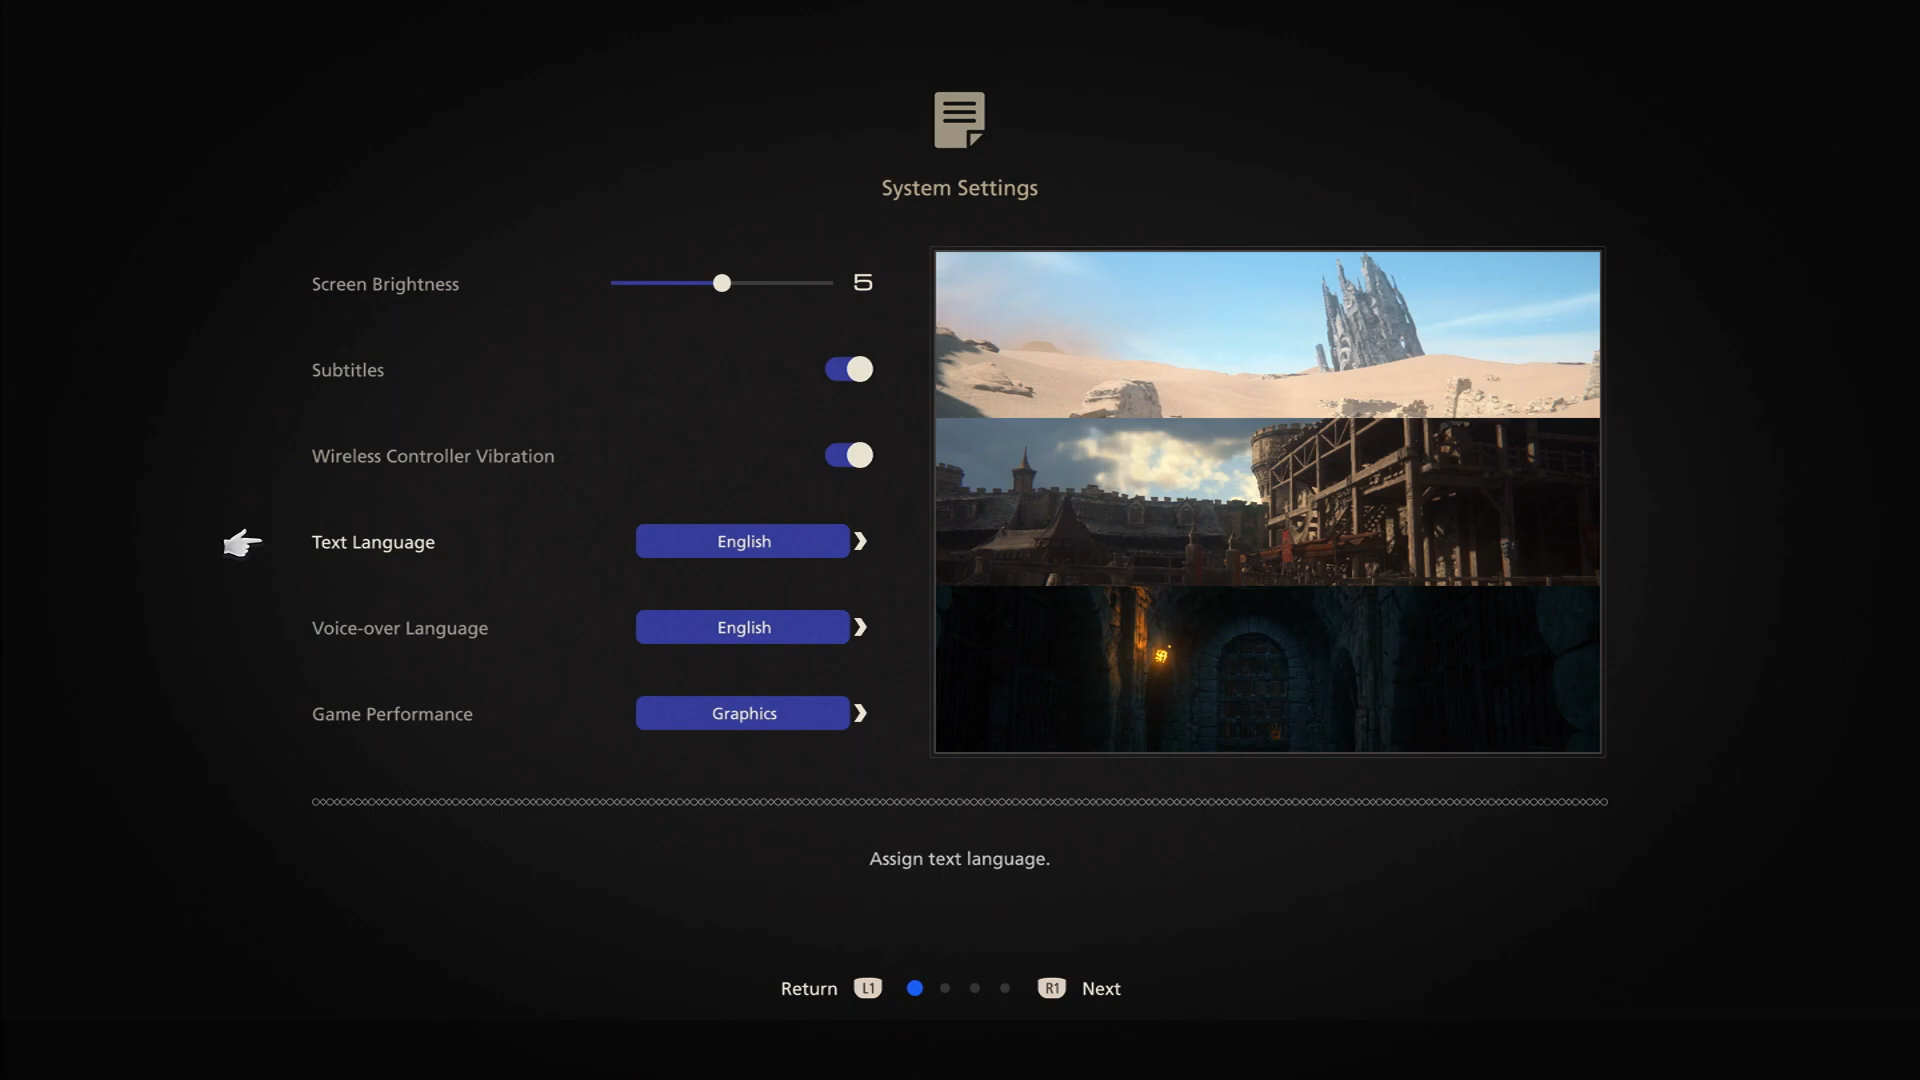 System Settings
Screen Brightness 5
Subtitles
Wireless Controller Vibration
Text Language English
Voice-over Language English
Game Performance Graphics
Assign text language.
Return L1 R1 Next